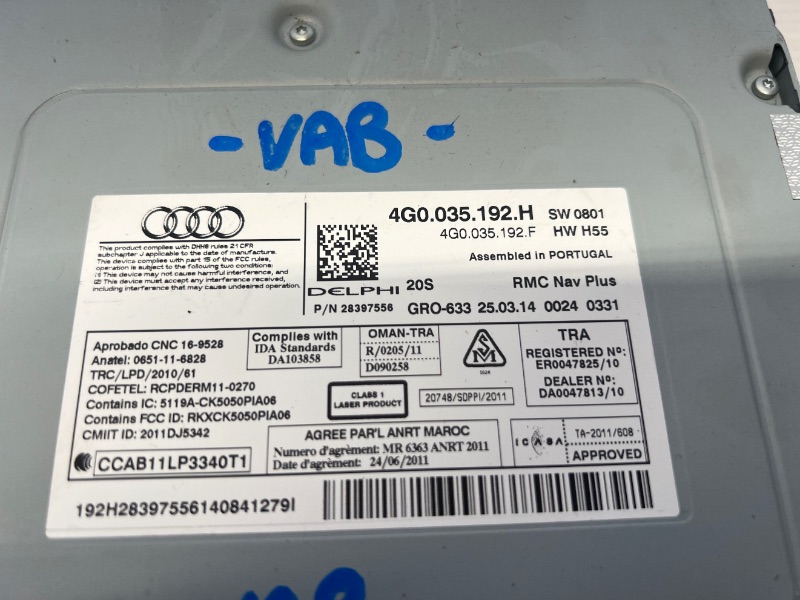 - VAB -
4G0.035.192.H SW 0801
4G0.035.192.F HW H55
Assembled in PORTUGAL
This product complies with DHHS rules 21 CFR
subchapter J applicable to the date of manufacture.
This device complies with part 15 of the FCC rules,
operation is subject to the following two conditions:
(1) This device may not cause harmful interference, and
(2) This device must accept any interference received,
including interference that may cause undesired operation.
DELPHI 20S RMC Nav Plus
P/N 28397556 GRO-633 25.03.14 0024 0331
Aprobado CNC 16-9528
Anatel: 0651-11-6828
TRC/LPD/2010/61
COFETEL: RCPDERM11-0270
Contains IC: 5119A-CK5050PIA06
Contains FCC ID: RKXCK5050PIA06
CMIIT ID: 2011DJ5342
CCAB11LP3340T1
Complies with
IDA Standards
DA103858
OMAN-TRA
R/0205/11
D090258
CLASS 1
LASER PRODUCT
20748/SDPPI/2011
TRA
REGISTERED No:
ER0047825/10
DEALER No:
DA0047813/10
AGREE PAR'L ANRT MAROC
Numero d'agrément: MR 6363 ANRT 2011
Date d'agrément: 24/06/2011
ICASA
TA-2011/608
APPROVED
192H28397556140841279I